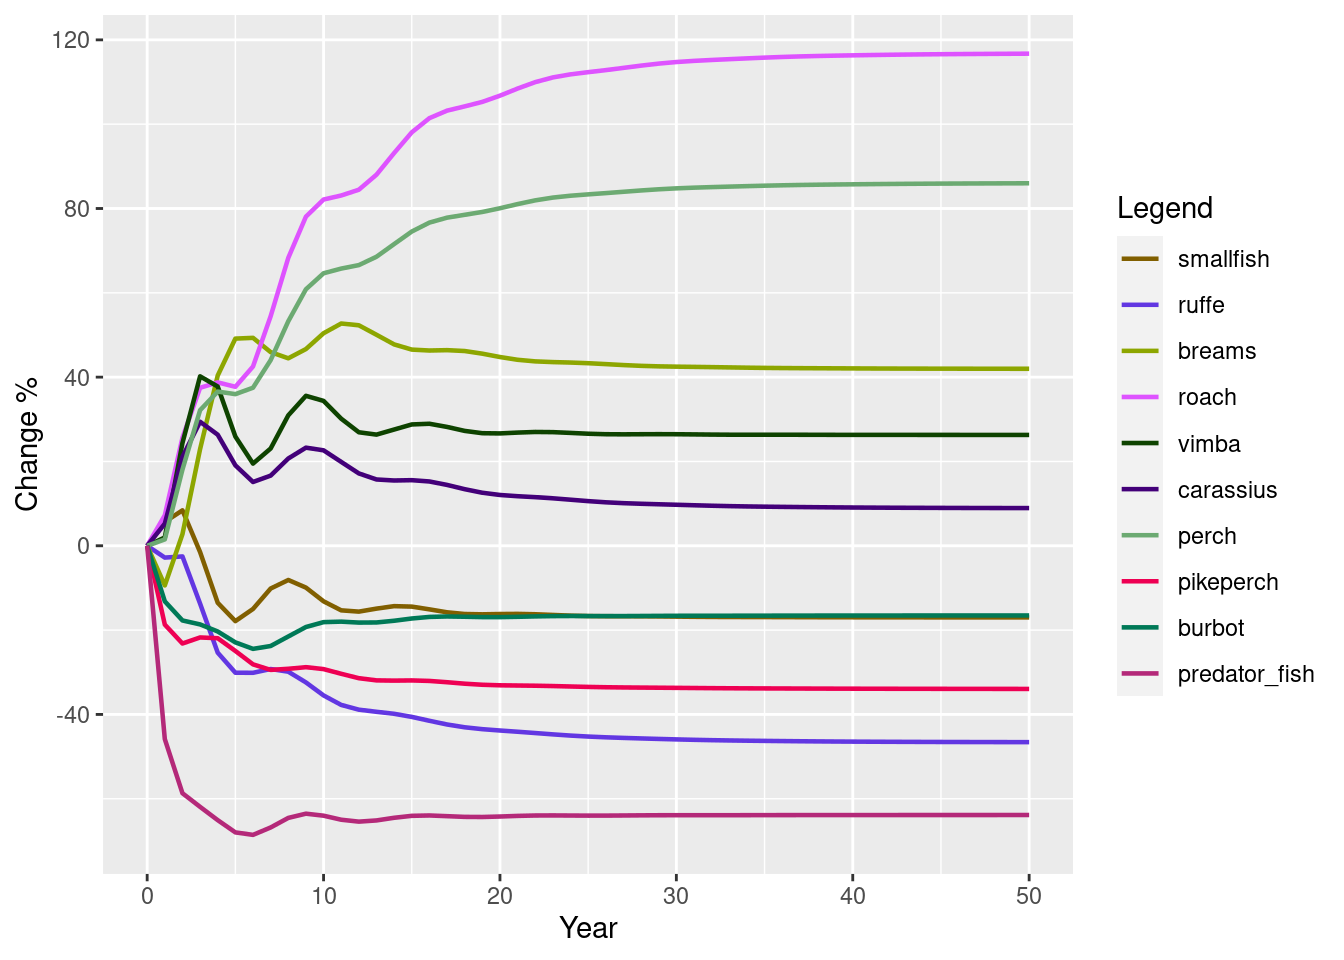 120
80
40
0
-40
Change %
0
10
20
30
40
50
Year
Legend
smallfish
ruffe
breams
roach
vimba
carassius
perch
pikeperch
burbot
predator_fish